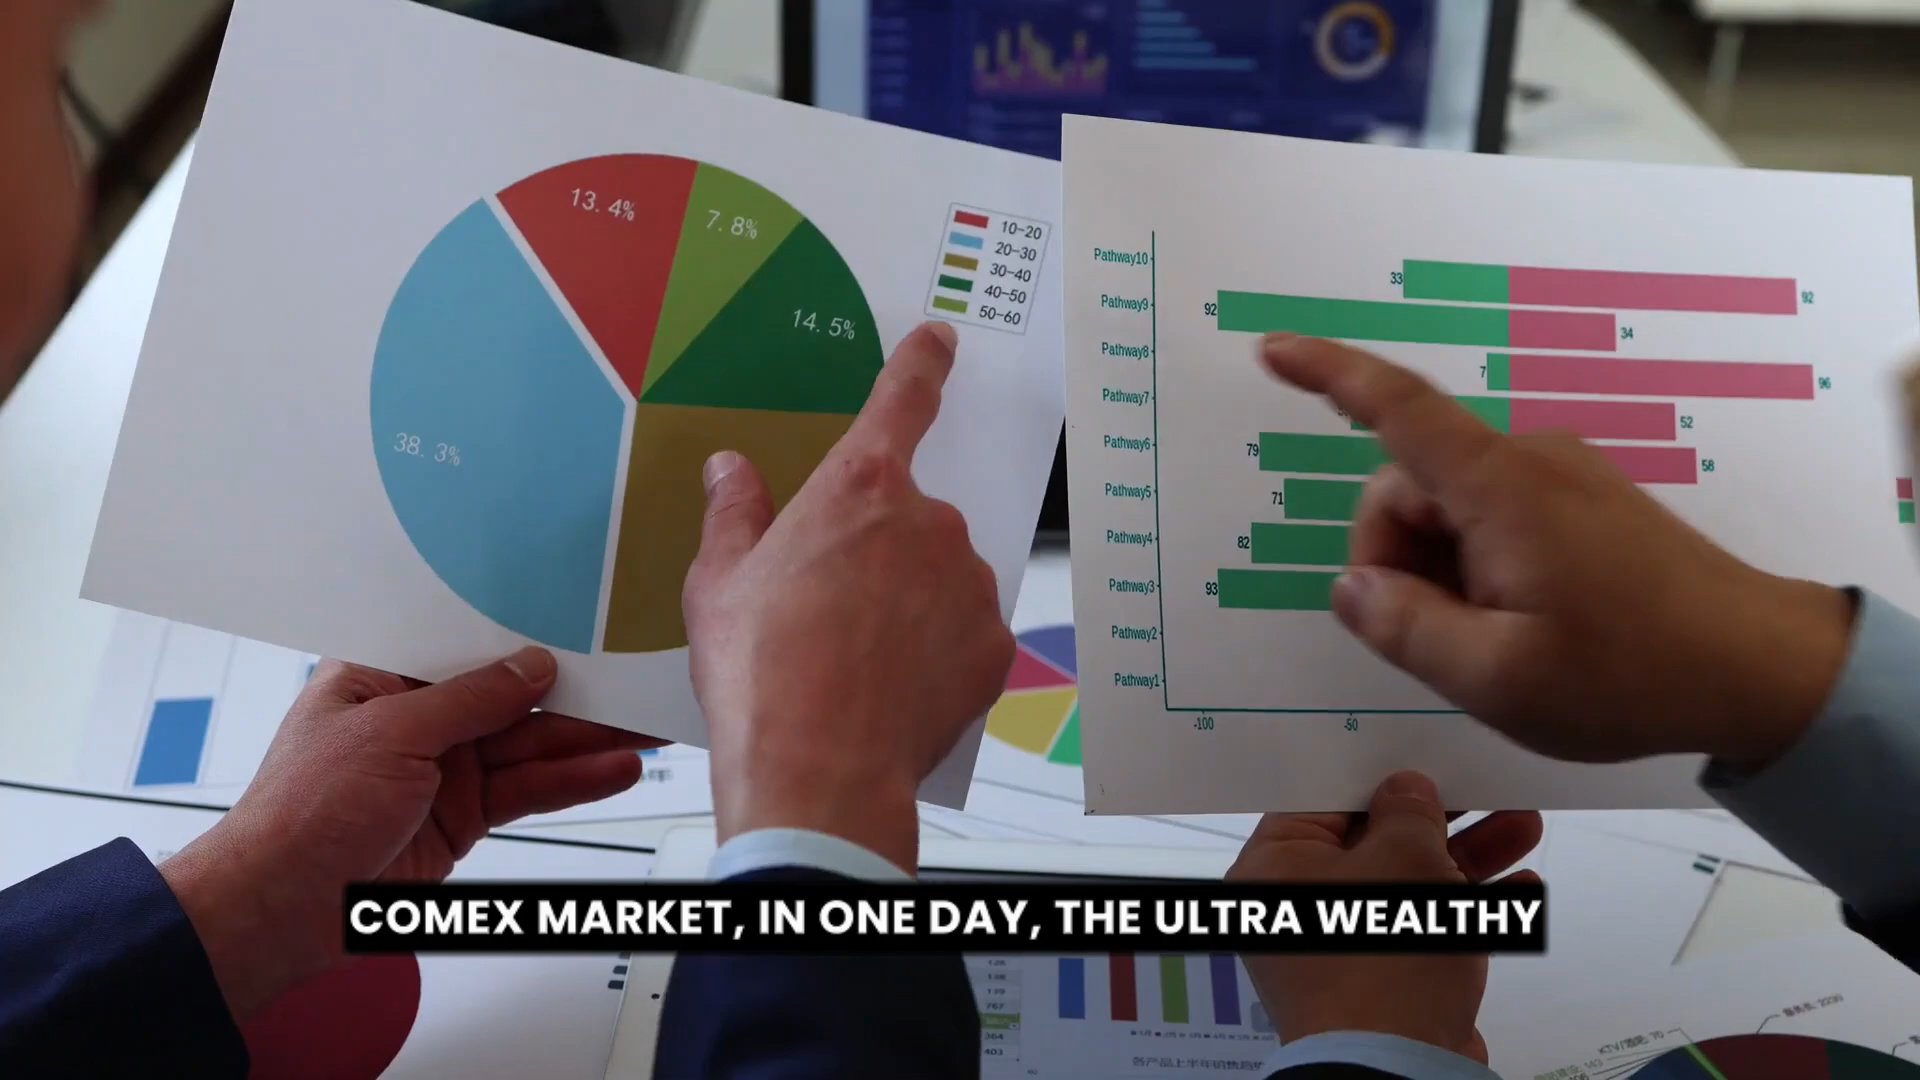 13.4%
7.8%
14.5%
38.3%
10-20
20-30
30-40
40-50
50-60
Pathway10
Pathway9
Pathway8
Pathway7
Pathway6
Pathway5
Pathway4
Pathway3
Pathway2
Pathway1
33
92
92
34
7
96
52
79
58
71
82
93
-100
-50
COMEX MARKET, IN ONE DAY, THE ULTRA WEALTHY
364
403